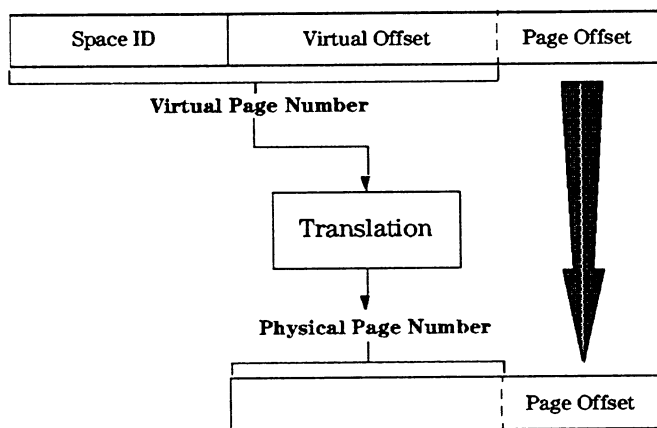 Space ID Virtual Offset Page Offset
Virtual Page Number
Translation
Physical Page Number
Page Offset